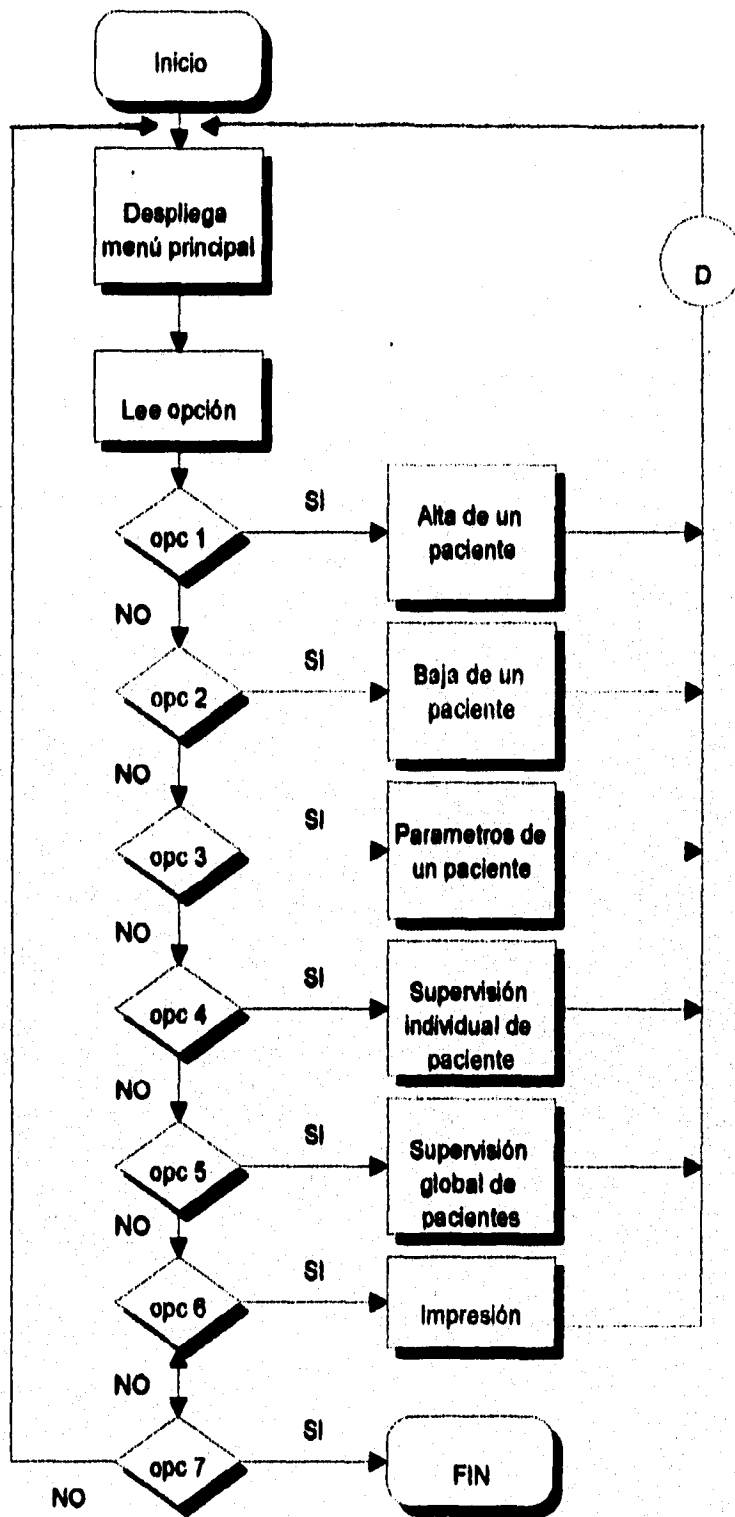 Inicio
Despliega
menú principal
D
Lee opción
opc 1
SI
Alta de un
paciente
NO
opc 2
SI
Baja de un
paciente
NO
opc 3
SI
Parametros de
un paciente
NO
opc 4
SI
Supervisión
individual de
paciente
NO
opc 5
SI
Supervisión
global de
pacientes
NO
opc 6
SI
Impresión
NO
opc 7
SI
FIN
NO